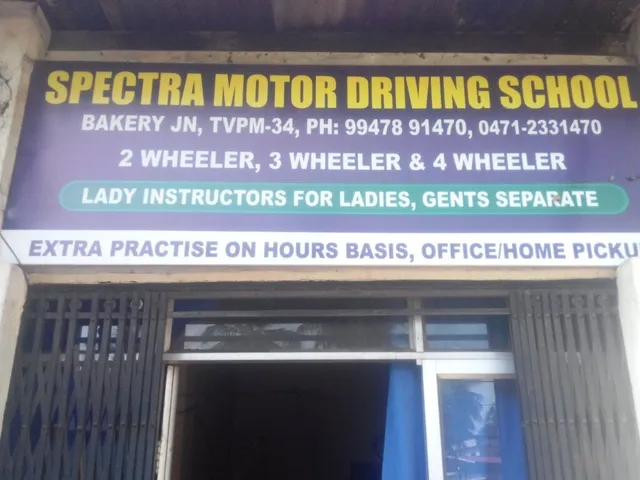 SPECTRA MOTOR DRIVING SCHOOL
BAKERY JN, TVPM-34, PH: 99478 91470, 0471-2331470
2 WHEELER, 3 WHEELER & 4 WHEELER
LADY INSTRUCTORS FOR LADIES, GENTS SEPARATE
EXTRA PRACTISE ON HOURS BASIS, OFFICE/HOME PICKU